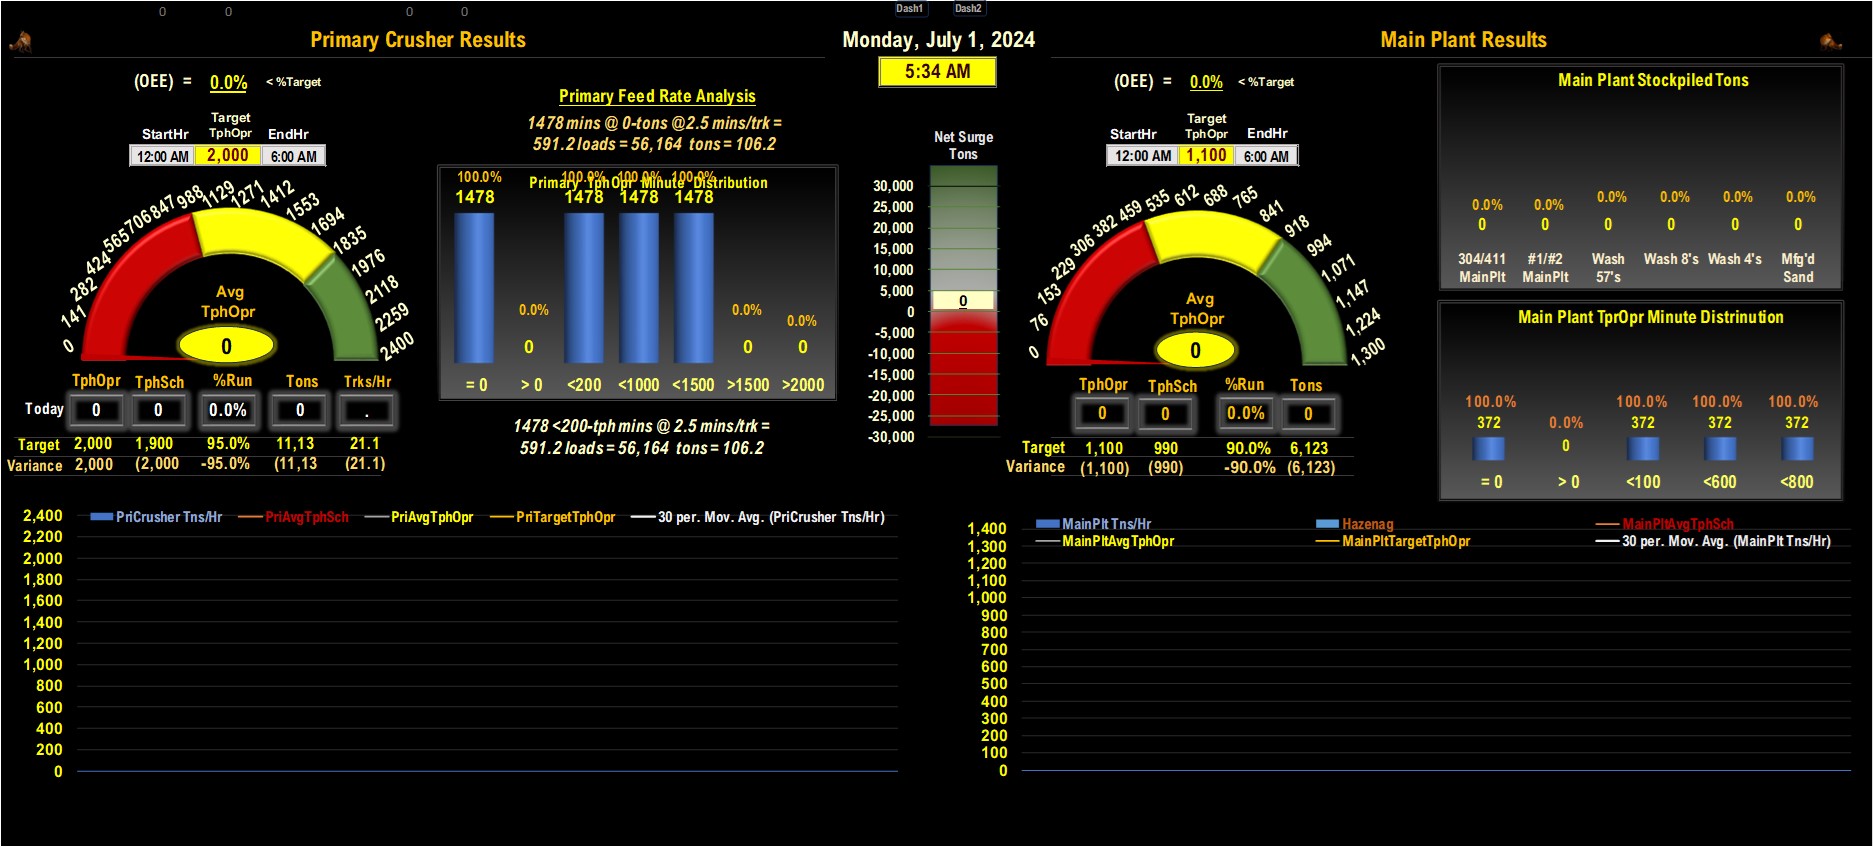 0 0 0 0
Dash1 Dash2
Primary Crusher Results
Monday, July 1, 2024
Main Plant Results
5:34 AM
(OEE) = 0.0% < %Target
Target
StartHr TphOpr EndHr
12:00 AM 2,000 6:00 AM
0 141 282 424 565 706 847 988 1129 1271 1412 1553 1694 1835 1976 2118 2259 2400
Avg
TphOpr
0
TphOpr TphSch %Run Tons Trks/Hr
Today 0 0 0.0% 0 .
Target 2,000 1,900 95.0% 11,13 21.1
Variance 2,000 (2,000 -95.0% (11,13 (21.1)
Primary Feed Rate Analysis
1478 mins @ 0-tons @2.5 mins/trk =
591.2 loads = 56,164 tons = 106.2
Primary TphOpr Minute Distribution
100.0% 100.0% 100.0% 100.0%
1478 1478 1478 1478
0.0% 0.0% 0.0%
0 0 0
= 0 > 0 <200 <1000 <1500 >1500 >2000
1478 <200-tph mins @ 2.5 mins/trk =
591.2 loads = 56,164 tons = 106.2
Net Surge
Tons
30,000
25,000
20,000
15,000
10,000
5,000
0
0
-5,000
-10,000
-15,000
-20,000
-25,000
-30,000
(OEE) = 0.0% < %Target
Target
StartHr TphOpr EndHr
12:00 AM 1,100 6:00 AM
0 76 153 229 306 382 459 535 612 688 765 841 918 994 1,071 1,147 1,224 1,300
Avg
TphOpr
0
TphOpr TphSch %Run Tons
0 0 0.0% 0
Target 1,100 990 90.0% 6,123
Variance (1,100) (990) -90.0% (6,123)
Main Plant Stockpiled Tons
0.0% 0.0% 0.0% 0.0% 0.0% 0.0%
0 0 0 0 0 0
304/411 #1/#2 Wash Wash 8's Wash 4's Mfg'd
MainPlt MainPlt 57's Sand
Main Plant TprOpr Minute Distrinution
100.0% 0.0% 100.0% 100.0% 100.0%
372 0 372 372 372
= 0 > 0 <100 <600 <800
PriCrusher Tns/Hr PriAvgTphSch PriAvgTphOpr PriTargetTphOpr 30 per. Mov. Avg. (PriCrusher Tns/Hr)
2,400
2,200
2,000
1,800
1,600
1,400
1,200
1,000
800
600
400
200
0
MainPlt Tns/Hr Hazenag MainPltAvgTphSch
MainPltAvgTphOpr MainPltTargetTphOpr 30 per. Mov. Avg. (MainPlt Tns/Hr)
1,400
1,300
1,200
1,100
1,000
900
800
700
600
500
400
300
200
100
0